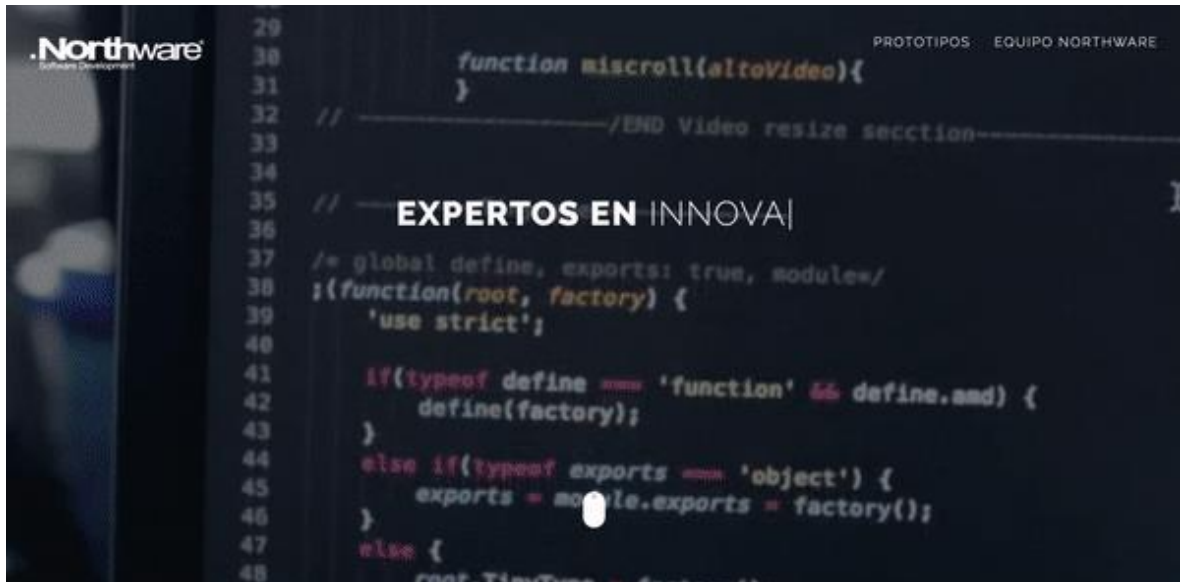 .Northware
Software Development
PROTOTIPOS EQUIPO NORTHWARE
EXPERTOS EN INNOVA|
29
30 function miscroll(altoVideo){
31 }
32 // /END Video resize secction
33
34
35 //
}
36
37 /* global define, exports: true, module*/
38 ;(function(root, factory) {
39 'use strict';
40
41 if(typeof define === 'function' && define.amd) {
42 define(factory);
43 }
44 else if(typeof exports === 'object') {
45 exports = module.exports = factory();
46 }
47 else {
48